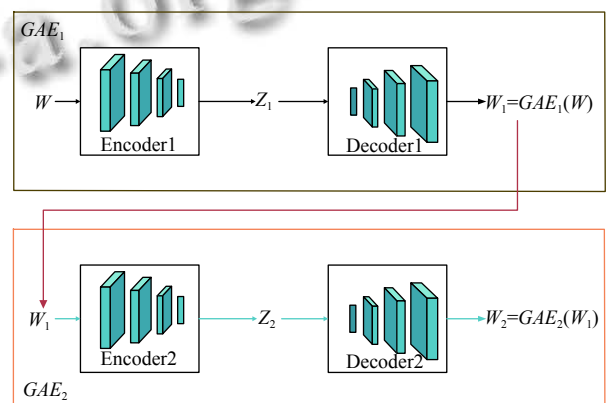 GAE₁
W
Z₁
W₁=GAE₁(W)
Encoder1
Decoder1
W₁
Z₂
W₂=GAE₂(W₁)
Encoder2
Decoder2
GAE₂